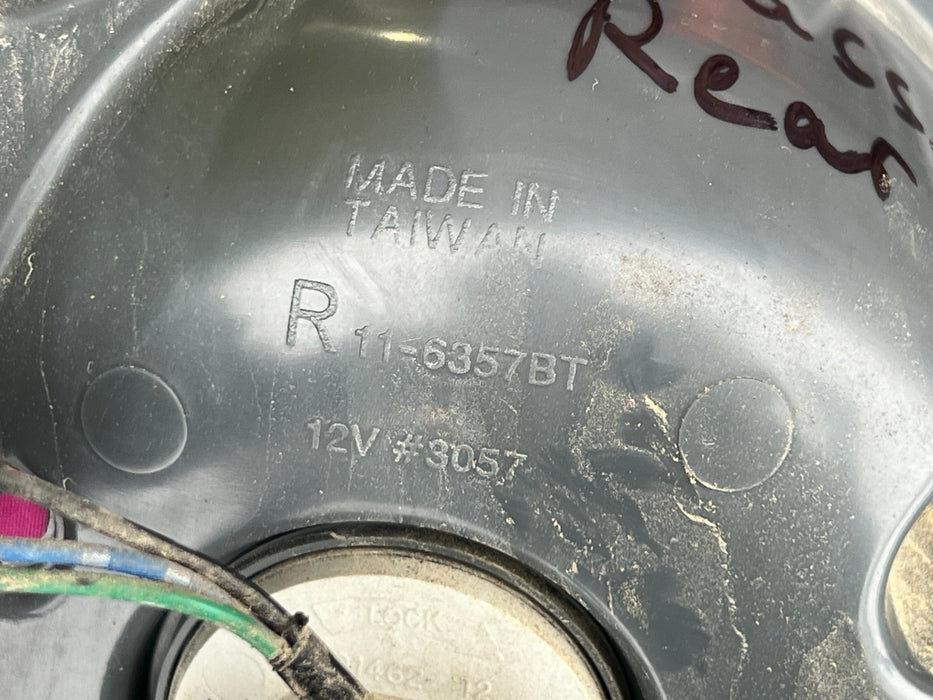 Rear
MADE IN
TAIWAN
R 11-6357BT
12V #3057
LOCK